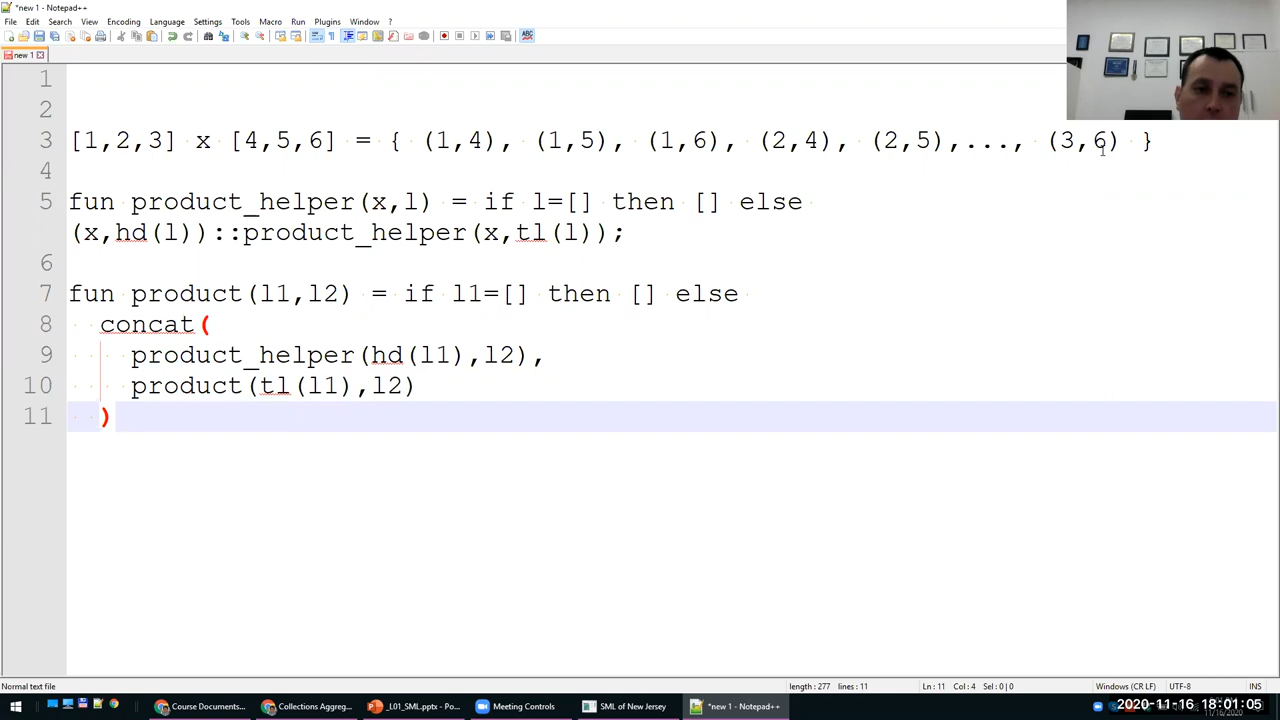 *new 1 - Notepad++
File Edit Search View Encoding Language Settings Tools Macro Run Plugins Window ?
new 1
1
2
3 [1,2,3] x [4,5,6] = { (1,4), (1,5), (1,6), (2,4), (2,5),..., (3,6) }
4
5 fun product_helper(x,l) = if l=[] then [] else
(x,hd(l))::product_helper(x,tl(l));
6
7 fun product(l1,l2) = if l1=[] then [] else
8 concat(
9 product_helper(hd(l1),l2),
10 product(tl(l1),l2)
11 )
Normal text file length : 277 lines : 11 Ln : 11 Col : 4 Sel : 0 | 0 Windows (CR LF) UTF-8 INS
Course Documents... Collections Aggreg... _L01_SML.pptx - Po... Meeting Controls SML of New Jersey *new 1 - Notepad++
2020-11-16 18:01:05